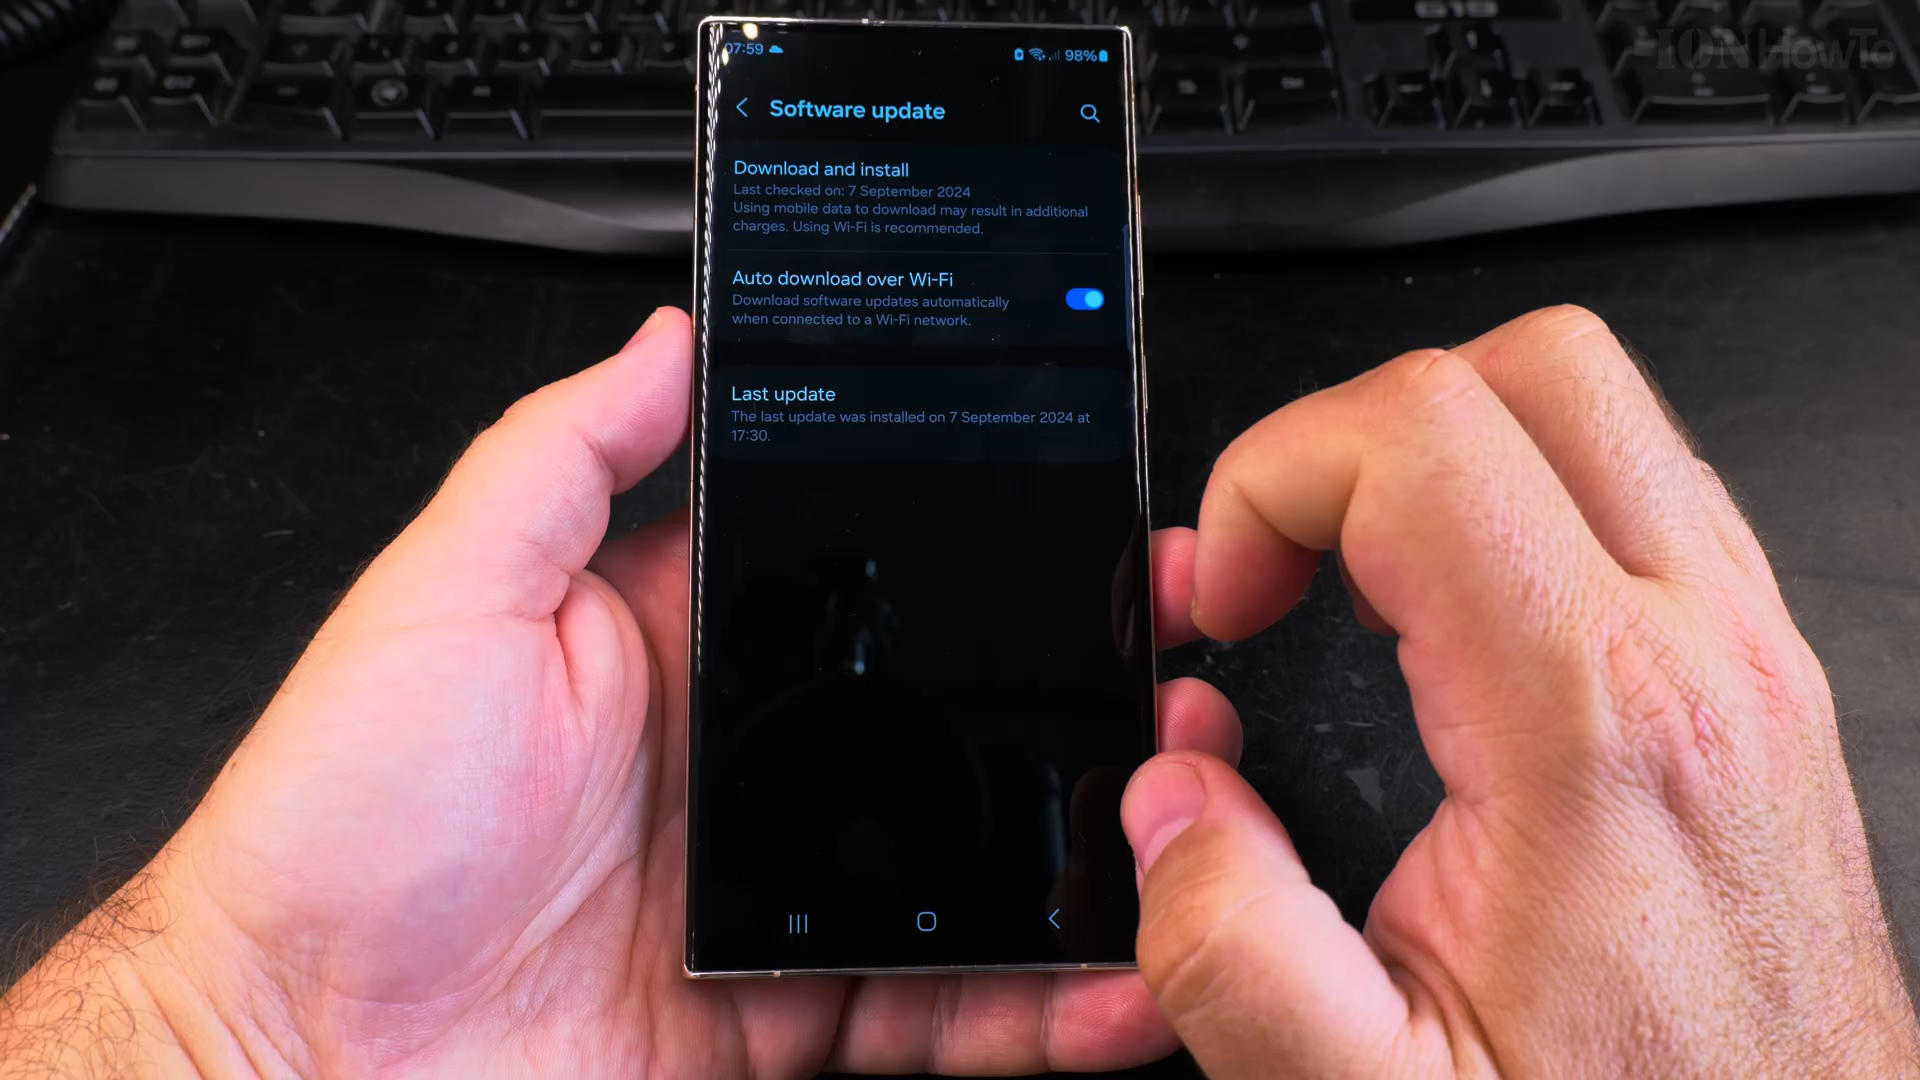 G19
ION HowTo
07:59
98%
Software update
Download and install
Last checked on: 7 September 2024
Using mobile data to download may result in additional
charges. Using Wi-Fi is recommended.
Auto download over Wi-Fi
Download software updates automatically
when connected to a Wi-Fi network.
Last update
The last update was installed on 7 September 2024 at
17:30.